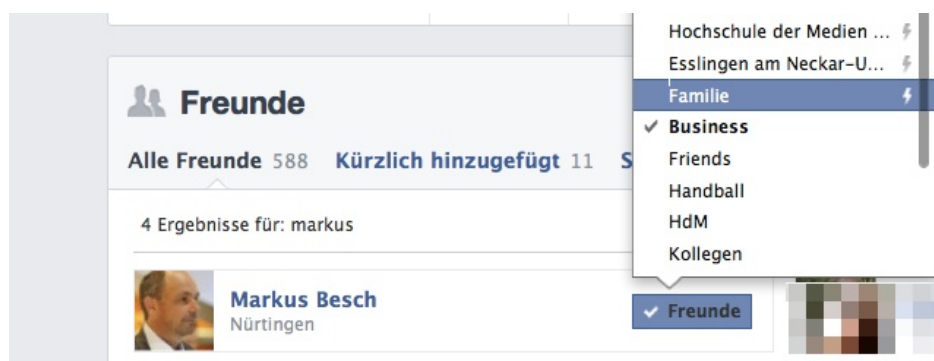 Hochschule der Medien ...
Esslingen am Neckar-U...
Familie
Business
Friends
Handball
HdM
Kollegen
Freunde
Alle Freunde 588 Kürzlich hinzugefügt 11 S
4 Ergebnisse für: markus
Markus Besch
Nürtingen
Freunde